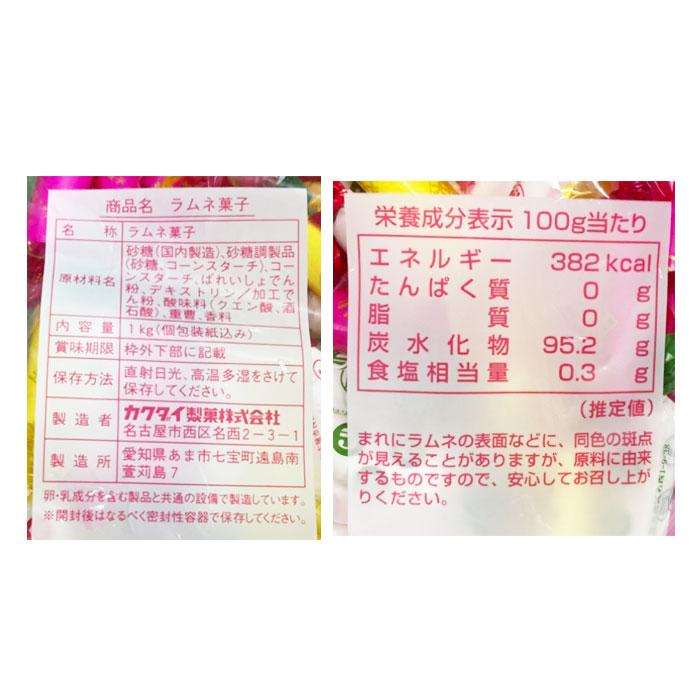 商品名 ラムネ菓子
名 称 ラムネ菓子
原材料名 砂糖(国内製造)、砂糖調製品
(砂糖、コーンスターチ)、コー
ンスターチ、ばれいしょでん
粉、デキストリン/加工で
ん粉、酸味料(クエン酸、酒
石酸)、重曹、香料
内 容 量 1kg(個包装紙込み)
賞味期限 枠外下部に記載
保存方法 直射日光、高温多湿をさけて
保存してください。
製 造 者 カクダイ製菓株式会社
名古屋市西区名西2-3-1
製 造 所 愛知県あま市七宝町遠島南
萱苅島7
卵・乳成分を含む製品と共通の設備で製造しています。
※開封後はなるべく密封性容器で保存してください。
栄養成分表示 100g当たり
エネルギー 382kcal
たんぱく質 0 g
脂 質 0 g
炭水化物 95.2 g
食塩相当量 0.3 g
(推定値)
まれにラムネの表面などに、同色の斑点
が見えることがありますが、原料に由来
するものですので、安心してお召し上が
りください。